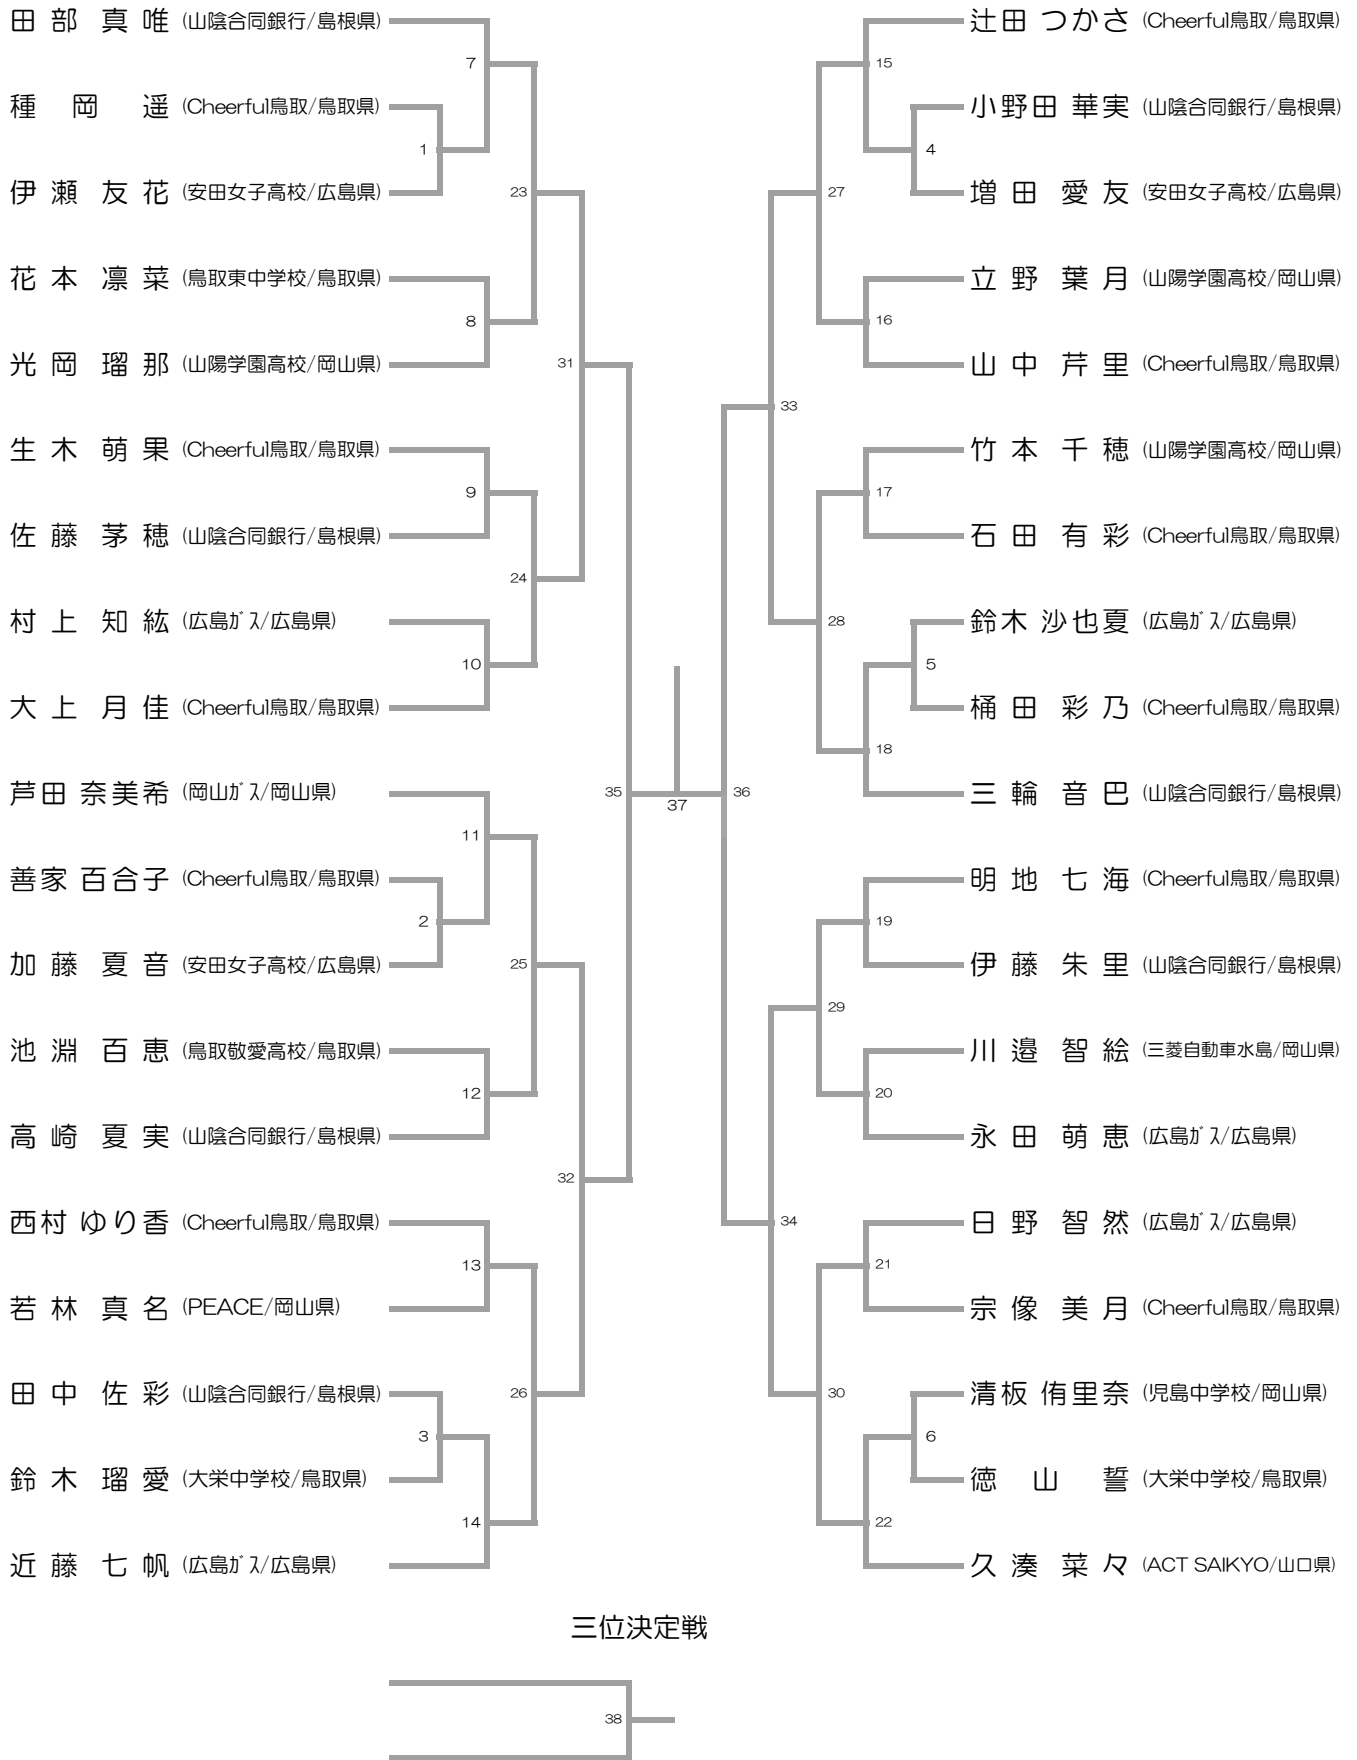 田部 真唯 (山陰合同銀行/島根県)
7
種岡 遥 (Cheerful鳥取/鳥取県)
1
伊瀬 友花 (安田女子高校/広島県)
23
花本 凛菜 (鳥取東中学校/鳥取県)
8
光岡 瑠那 (山陽学園高校/岡山県)
31
生木 萌果 (Cheerful鳥取/鳥取県)
9
佐藤 茅穂 (山陰合同銀行/島根県)
24
村上 知紘 (広島ｶﾞｽ/広島県)
10
大上 月佳 (Cheerful鳥取/鳥取県)
芦田 奈美希 (岡山ｶﾞｽ/岡山県)
35
11
善家 百合子 (Cheerful鳥取/鳥取県)
2
加藤 夏音 (安田女子高校/広島県)
25
池淵 百恵 (鳥取敬愛高校/鳥取県)
12
高崎 夏実 (山陰合同銀行/島根県)
32
西村 ゆり香 (Cheerful鳥取/鳥取県)
13
若林 真名 (PEACE/岡山県)
田中 佐彩 (山陰合同銀行/島根県)
26
3
鈴木 瑠愛 (大栄中学校/鳥取県)
14
近藤 七帆 (広島ｶﾞｽ/広島県)
37
辻田 つかさ (Cheerful鳥取/鳥取県)
15
小野田 華実 (山陰合同銀行/島根県)
4
増田 愛友 (安田女子高校/広島県)
27
立野 葉月 (山陽学園高校/岡山県)
16
山中 芹里 (Cheerful鳥取/鳥取県)
33
竹本 千穂 (山陽学園高校/岡山県)
17
石田 有彩 (Cheerful鳥取/鳥取県)
28
鈴木 沙也夏 (広島ｶﾞｽ/広島県)
5
桶田 彩乃 (Cheerful鳥取/鳥取県)
18
三輪 音巴 (山陰合同銀行/島根県)
36
明地 七海 (Cheerful鳥取/鳥取県)
19
伊藤 朱里 (山陰合同銀行/島根県)
29
川邉 智絵 (三菱自動車水島/岡山県)
20
永田 萌恵 (広島ｶﾞｽ/広島県)
34
日野 智然 (広島ｶﾞｽ/広島県)
21
宗像 美月 (Cheerful鳥取/鳥取県)
30
清板 侑里奈 (児島中学校/岡山県)
6
徳山 誓 (大栄中学校/鳥取県)
22
久湊 菜々 (ACT SAIKYO/山口県)
三位決定戦
38